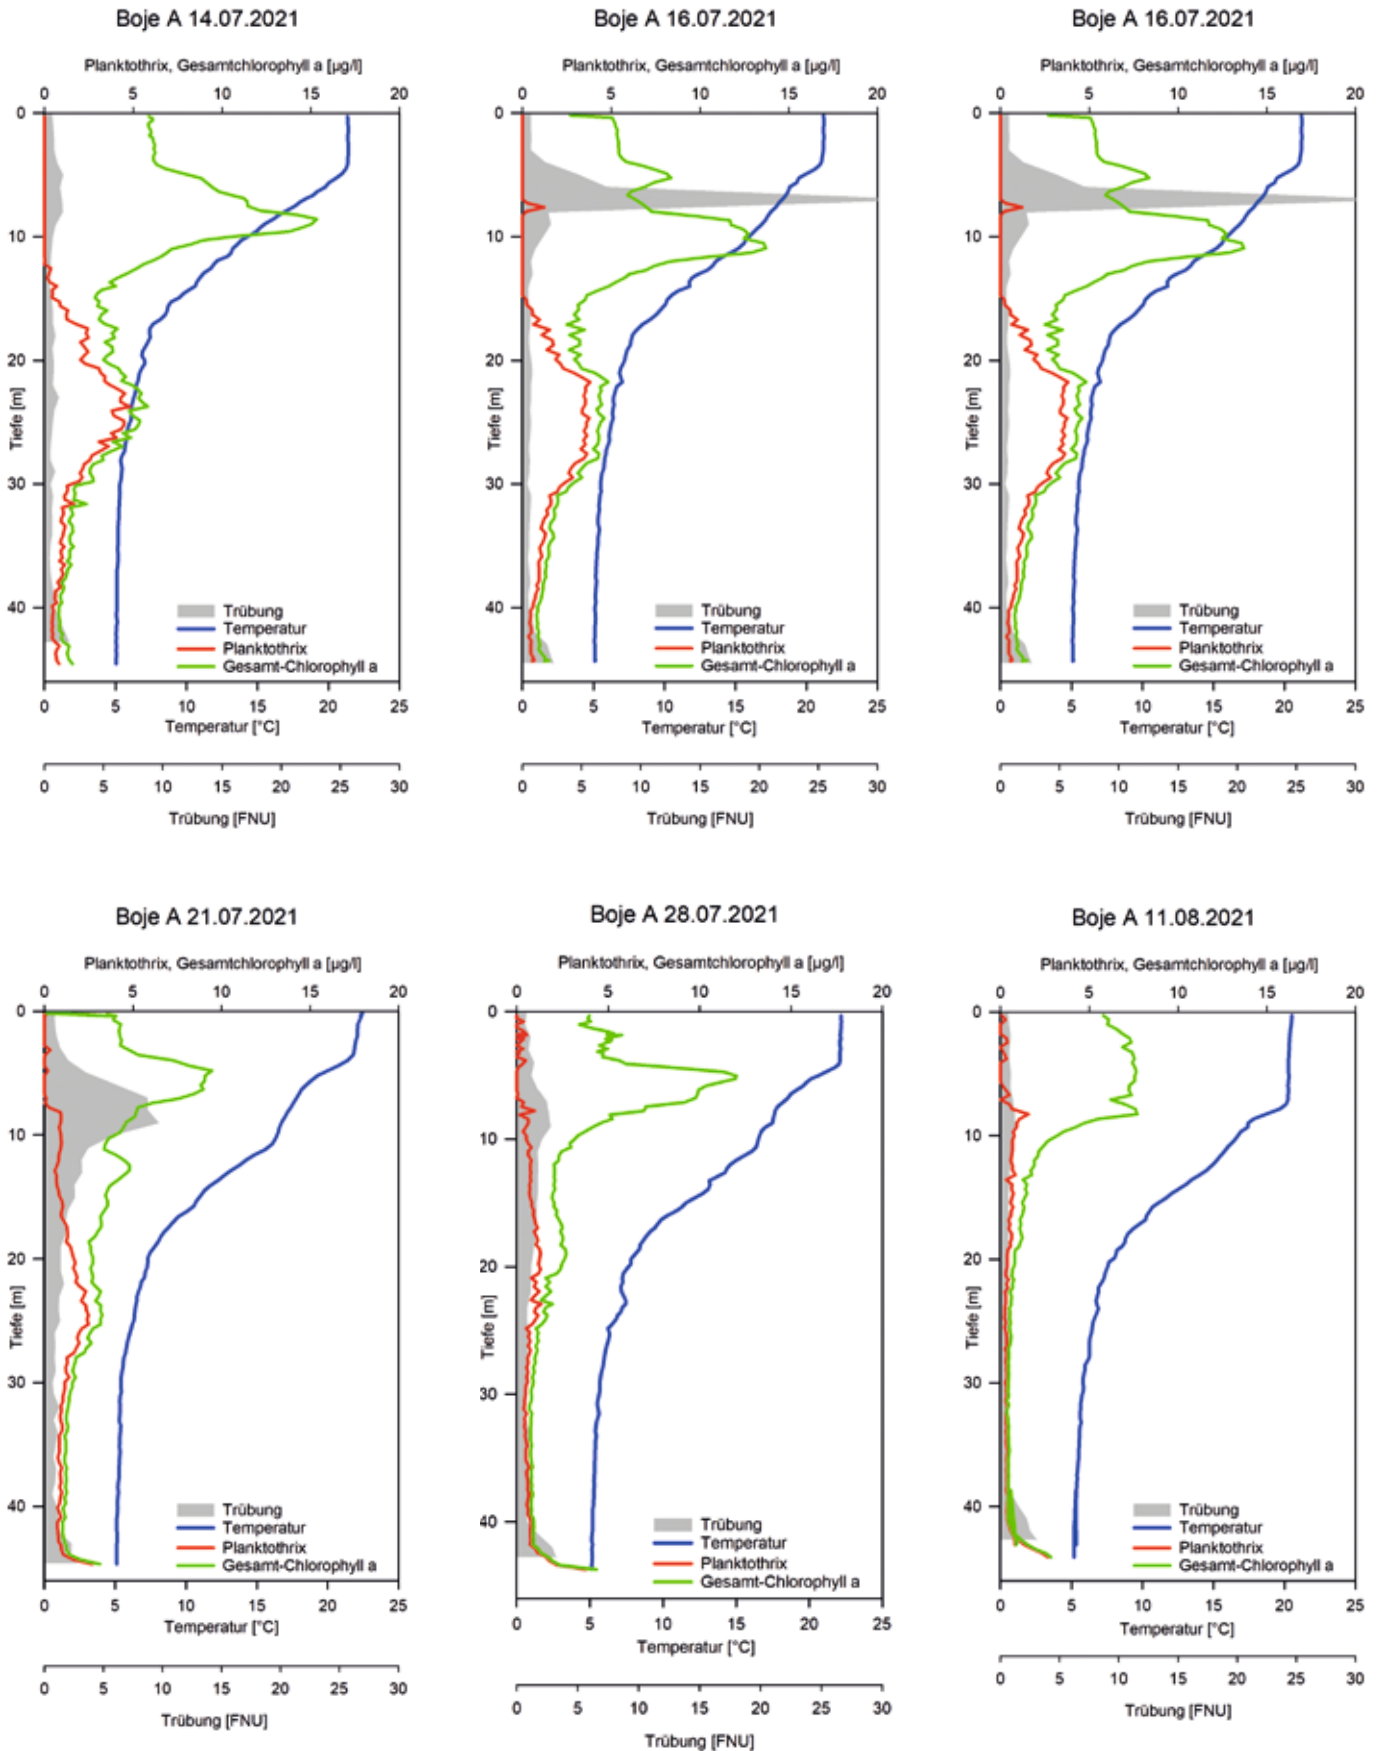 Boje A 14.07.2021
Planktothrix, Gesamtchlorophyll a [µg/l]
0 5 10 15 20
0
10
20
30
40
Tiefe [m]
Trübung
Temperatur
Planktothrix
Gesamt-Chlorophyll a
0 5 10 15 20 25
Temperatur [°C]
0 5 10 15 20 25 30
Trübung [FNU]
Boje A 16.07.2021
Planktothrix, Gesamtchlorophyll a [µg/l]
0 5 10 15 20
0
10
20
30
40
Tiefe [m]
Trübung
Temperatur
Planktothrix
Gesamt-Chlorophyll a
0 5 10 15 20 25
Temperatur [°C]
0 5 10 15 20 25 30
Trübung [FNU]
Boje A 16.07.2021
Planktothrix, Gesamtchlorophyll a [µg/l]
0 5 10 15 20
0
10
20
30
40
Tiefe [m]
Trübung
Temperatur
Planktothrix
Gesamt-Chlorophyll a
0 5 10 15 20 25
Temperatur [°C]
0 5 10 15 20 25 30
Trübung [FNU]
Boje A 21.07.2021
Planktothrix, Gesamtchlorophyll a [µg/l]
0 5 10 15 20
0
10
20
30
40
Tiefe [m]
Trübung
Temperatur
Planktothrix
Gesamt-Chlorophyll a
0 5 10 15 20 25
Temperatur [°C]
0 5 10 15 20 25 30
Trübung [FNU]
Boje A 28.07.2021
Planktothrix, Gesamtchlorophyll a [µg/l]
0 5 10 15 20
0
10
20
30
40
Tiefe [m]
Trübung
Temperatur
Planktothrix
Gesamt-Chlorophyll a
0 5 10 15 20 25
Temperatur [°C]
0 5 10 15 20 25 30
Trübung [FNU]
Boje A 11.08.2021
Planktothrix, Gesamtchlorophyll a [µg/l]
0 5 10 15 20
0
10
20
30
40
Tiefe [m]
Trübung
Temperatur
Planktothrix
Gesamt-Chlorophyll a
0 5 10 15 20 25
Temperatur [°C]
0 5 10 15 20 25 30
Trübung [FNU]